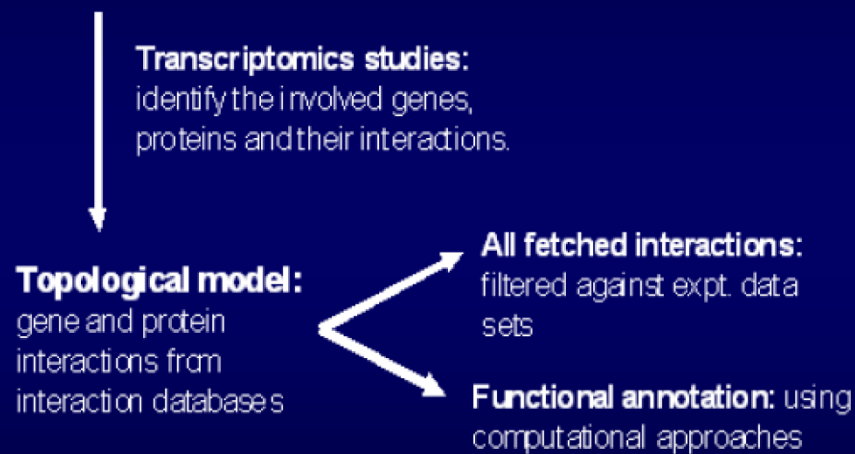 Transcriptomics studies:
identify the involved genes,
proteins and their interactions.
Topological model:
gene and protein
interactions from
interaction databases
All fetched interactions:
filtered against expt. data
sets
Functional annotation: using
computational approaches